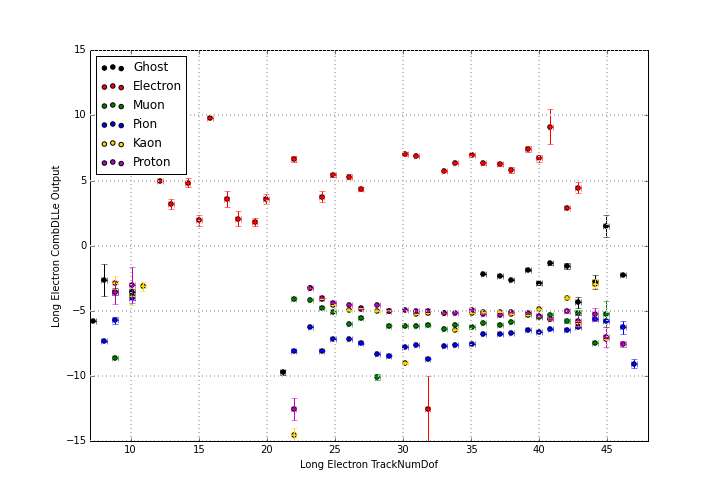 15
10
5
0
−5
−10
−15
Long Electron CombDLLe Output
Ghost
Electron
Muon
Pion
Kaon
Proton
10 15 20 25 30 35 40 45
Long Electron TrackNumDof